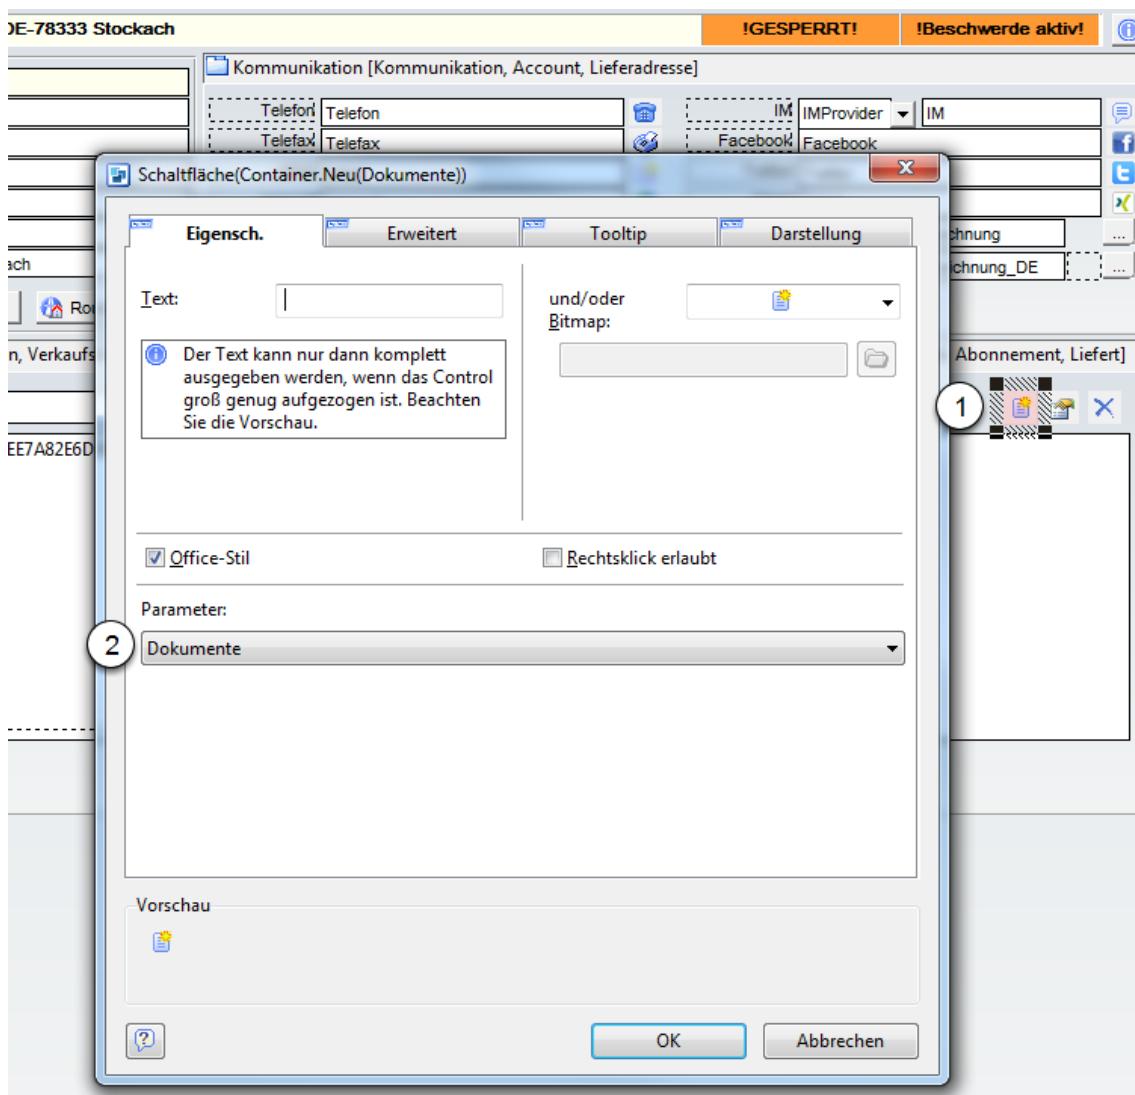 DE-78333 Stockach
!GESPERRT!
!Beschwerde aktiv!
Kommunikation [Kommunikation, Account, Lieferadresse]
Telefon Telefon
IM IMProvider IM
Telefax Telefax
Facebook Facebook
Schaltfläche(Container.Neu(Dokumente))
Eigensch. Erweitert Tooltip Darstellung
chnung ...
ach
ichnung_DE ...
Text:
und/oder
Bitmap:
Ro
n, Verkaufs
Abonnement, Liefert]
Der Text kann nur dann komplett
ausgegeben werden, wenn das Control
groß genug aufgezogen ist. Beachten
Sie die Vorschau.
1
EE7A82E6D
Office-Stil
Rechtsklick erlaubt
Parameter:
2
Dokumente
Vorschau
OK
Abbrechen